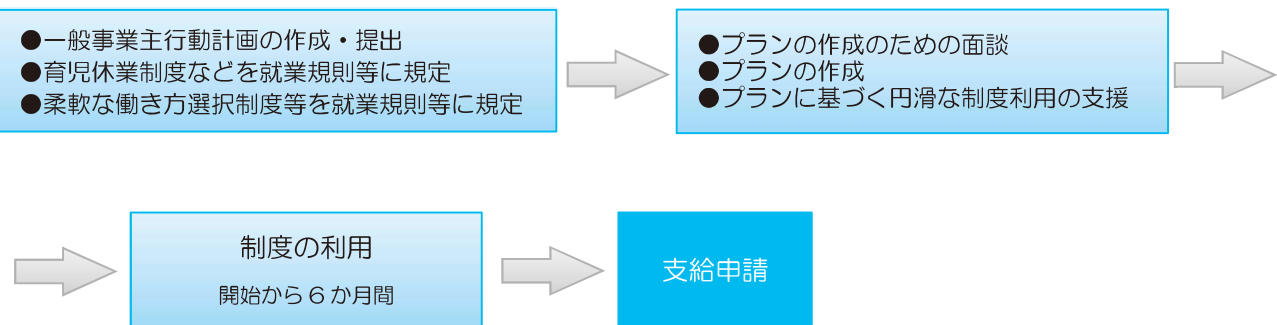 ●一般事業主行動計画の作成・提出
●育児休業制度などを就業規則等に規定
●柔軟な働き方選択制度等を就業規則等に規定
●プランの作成のための面談
●プランの作成
●プランに基づく円滑な制度利用の支援
制度の利用
開始から6か月間
支給申請